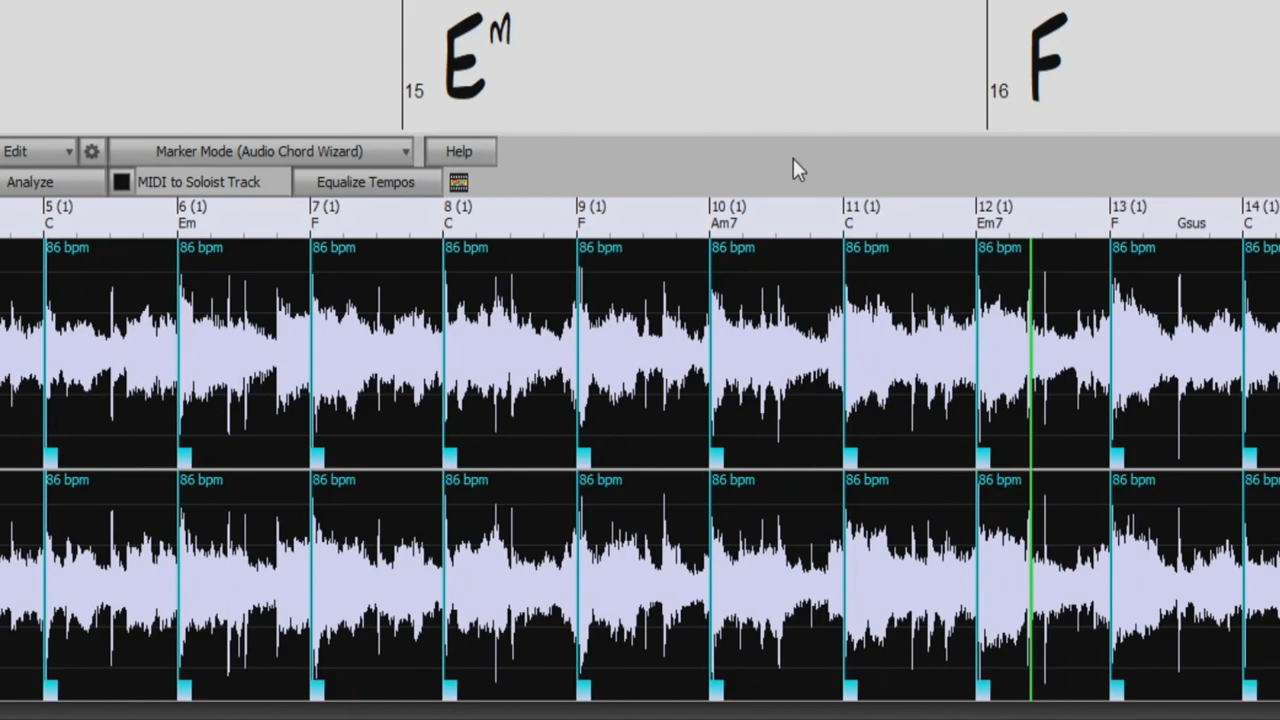 15 Em 16 F
Edit Marker Mode (Audio Chord Wizard) Help
Analyze MIDI to Soloist Track Equalize Tempos
5 (1) 6 (1) 7 (1) 8 (1) 9 (1) 10 (1) 11 (1) 12 (1) 13 (1) 14 (1)
C Em F C F Am7 C Em7 F Gsus C
86 bpm 86 bpm 86 bpm 86 bpm 86 bpm 86 bpm 86 bpm 86 bpm 86 bpm 86 bp
86 bpm 86 bpm 86 bpm 86 bpm 86 bpm 86 bpm 86 bpm 86 bpm 86 bpm 86 bp